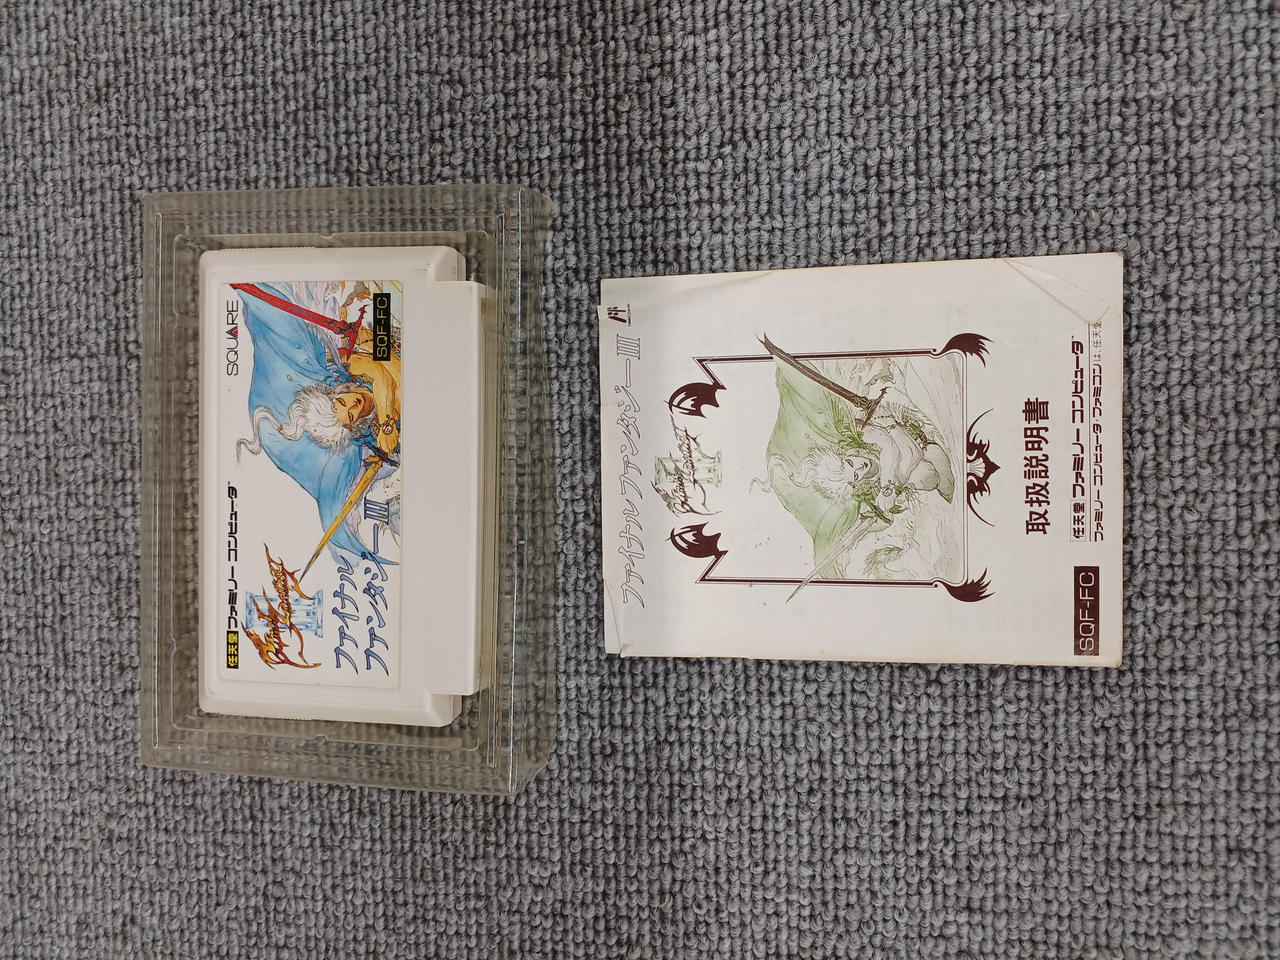 任天堂 ファミリー コンピュータ™
SQUARE
FINAL FANTASY
III
ファイナル
ファンタジーIII
SQF-FC
ファイナルファンタジーIII
FINAL FANTASY
III
取扱説明書
任天堂 ファミリー コンピュータ™
ファミリー コンピュータ・ファミコンは、任天
SQF-FC